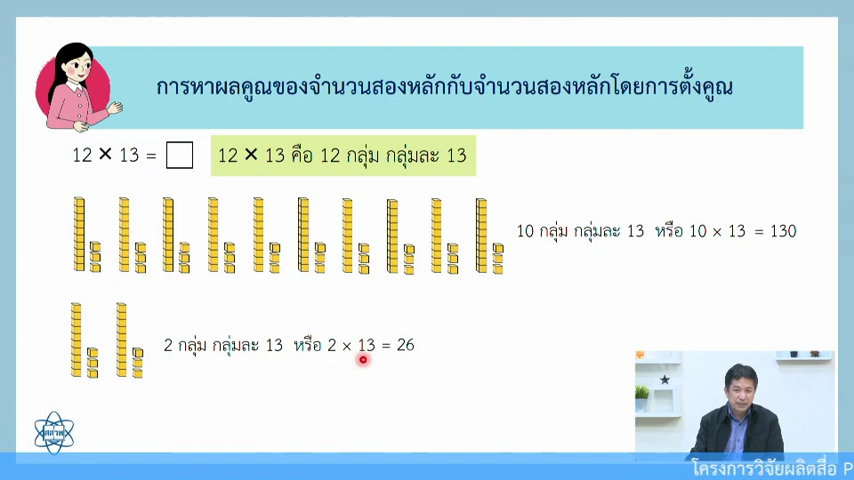 การหาผลคูณของจำนวนสองหลักกับจำนวนสองหลักโดยการตั้งคูณ
12 × 13 = □
12 × 13 คือ 12 กลุ่ม กลุ่มละ 13
10 กลุ่ม กลุ่มละ 13 หรือ 10 × 13 = 130
2 กลุ่ม กลุ่มละ 13 หรือ 2 × 13 = 26
สสวท
โครงการวิจัยผลิตสื่อ P